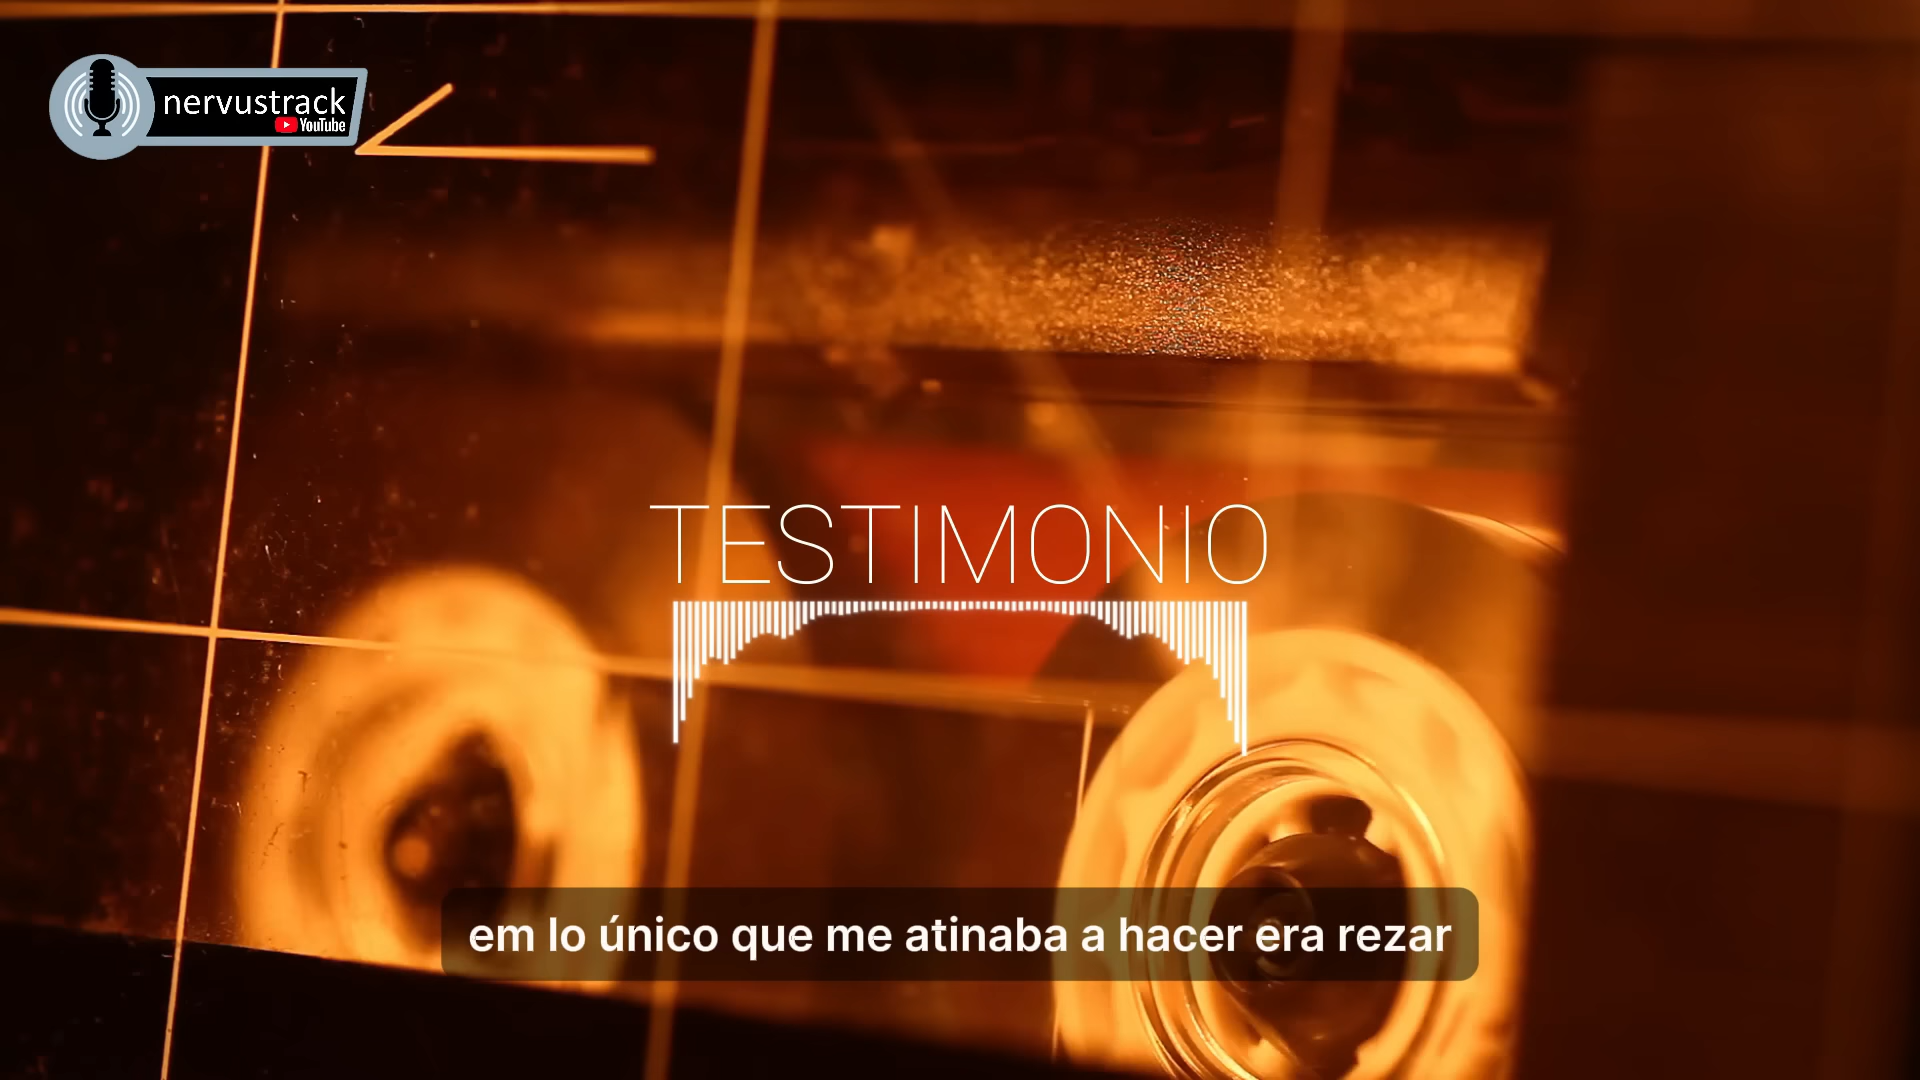 nervustrack
YouTube
TESTIMONIO
em lo único que me atinaba a hacer era rezar